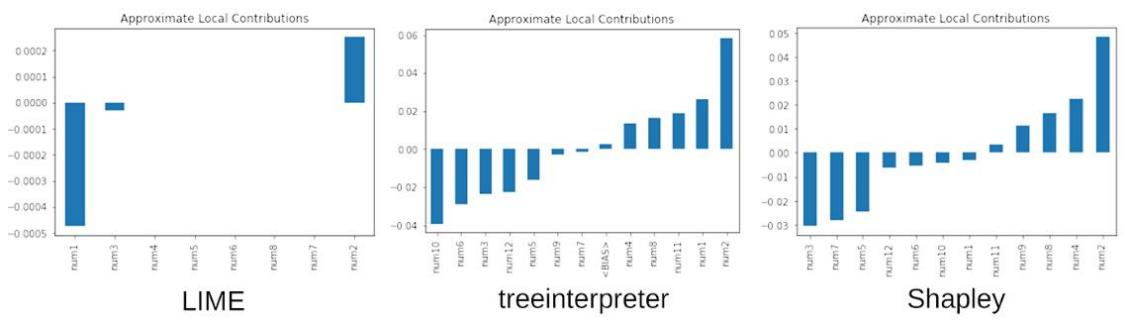 Approximate Local Contributions
0.0002
0.0001
0.0000
−0.0001
−0.0002
−0.0003
−0.0004
−0.0005
num1
num3
num4
num5
num6
num8
num7
num2
LIME
Approximate Local Contributions
0.06
0.04
0.02
0.00
−0.02
−0.04
num10
num6
num3
num12
num5
num9
num7
<BIAS>
num4
num8
num11
num1
num2
treeinterpreter
Approximate Local Contributions
0.05
0.04
0.03
0.02
0.01
0.00
−0.01
−0.02
−0.03
num3
num7
num5
num12
num6
num10
num1
num11
num9
num8
num4
num2
Shapley